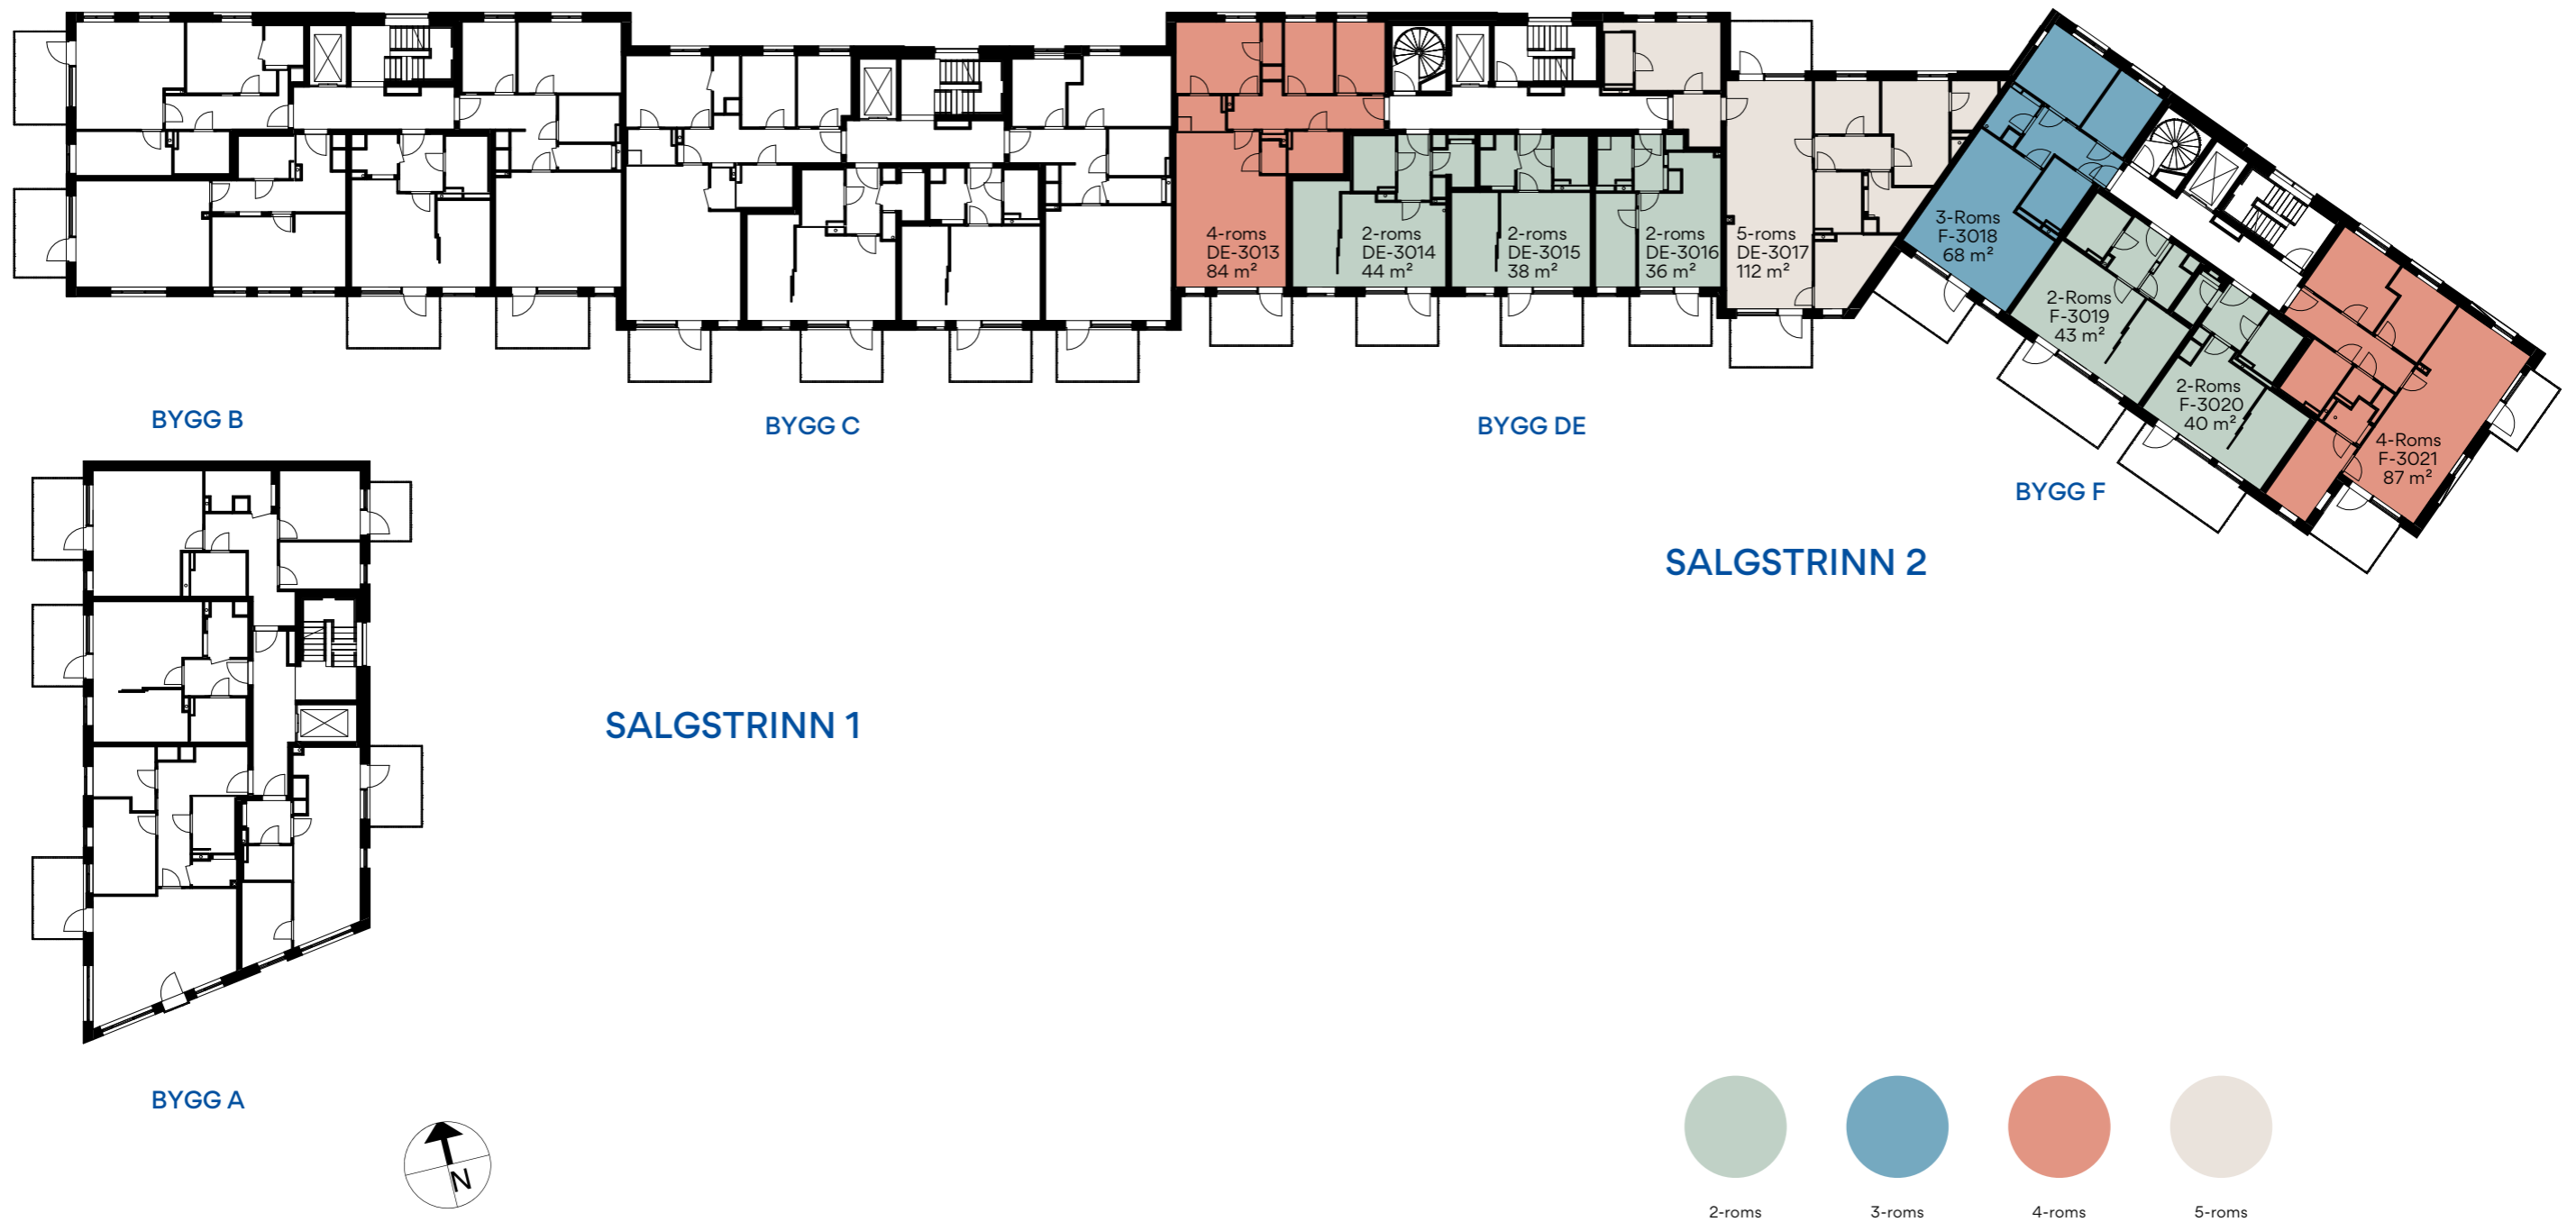 4-roms
DE-3013
84 m²
2-roms
DE-3014
44 m²
2-roms
DE-3015
38 m²
2-roms
DE-3016
36 m²
5-roms
DE-3017
112 m²
3-Roms
F-3018
68 m²
2-Roms
F-3019
43 m²
2-Roms
F-3020
40 m²
4-Roms
F-3021
87 m²
BYGG B
BYGG C
BYGG DE
BYGG F
SALGSTRINN 2
SALGSTRINN 1
BYGG A
N
2-roms
3-roms
4-roms
5-roms